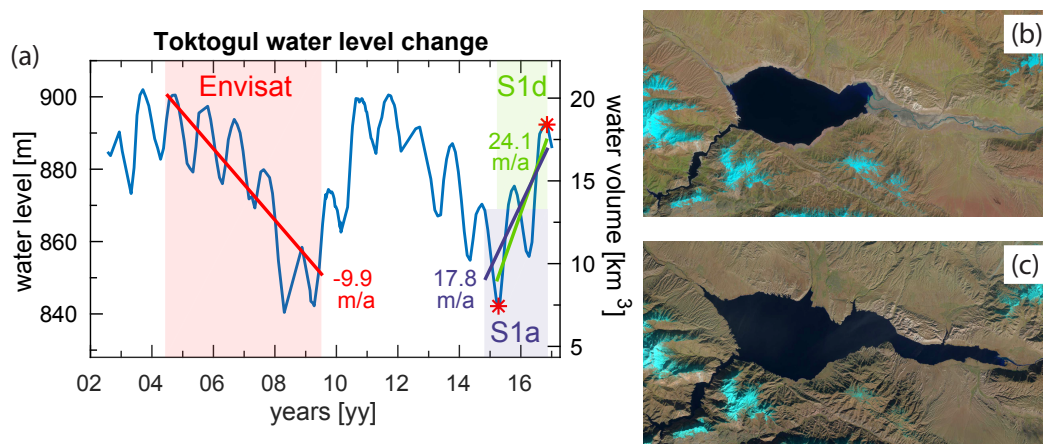 (a)
Toktogul water level change
Envisat
S1d
24.1
m/a
-9.9
m/a
17.8
m/a
S1a
water level [m]
900
880
860
840
water volume [km³]
20
15
10
5
02 04 06 08 10 12 14 16
years [yy]
(b)
(c)